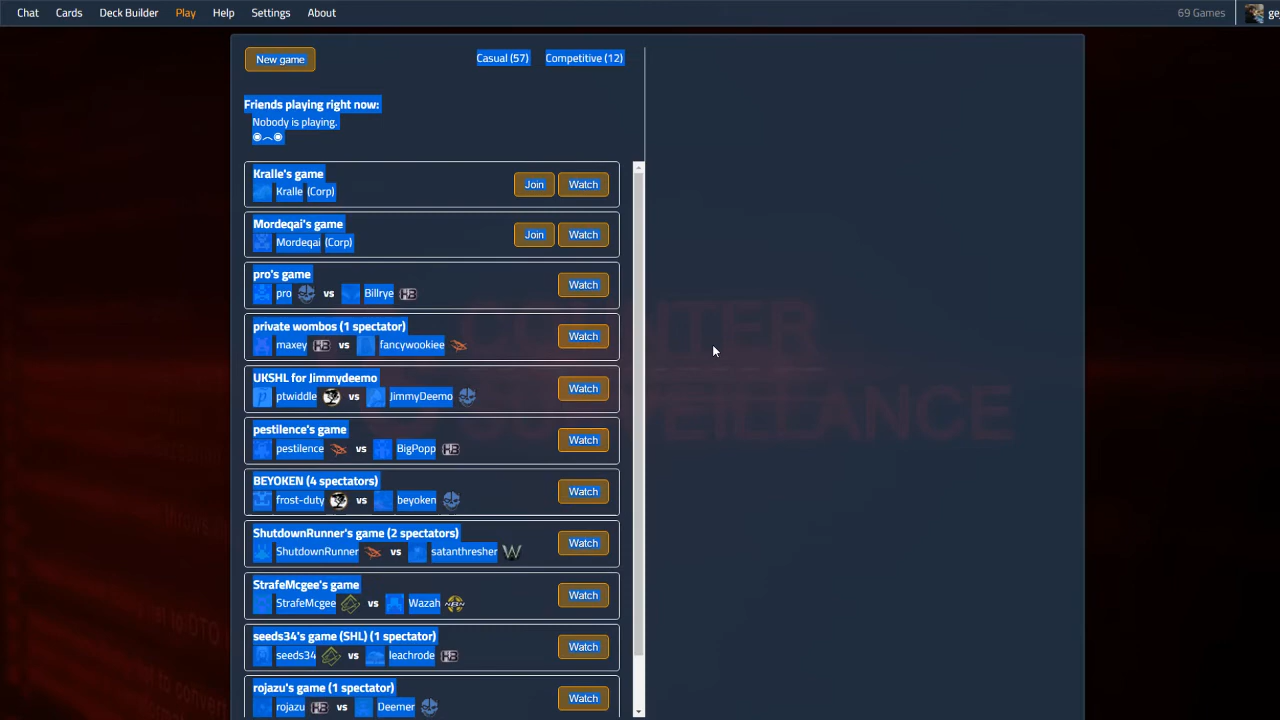 Chat Cards Deck Builder Play Help Settings About 69 Games ge
New game Casual (57) Competitive (12)
Friends playing right now:
Nobody is playing.
◉︵◉
Kralle's game
Kralle (Corp) Join Watch
Mordeqai's game
Mordeqai (Corp) Join Watch
pro's game
pro vs Billrye Watch
private wombos (1 spectator)
maxey vs fancywookiee Watch
UKSHL for Jimmydeemo
ptwiddle vs JimmyDeemo Watch
pestilence's game
pestilence vs BigPopp Watch
BEYOKEN (4 spectators)
frost-duty vs beyoken Watch
ShutdownRunner's game (2 spectators)
ShutdownRunner vs satanthresher Watch
StrafeMcgee's game
StrafeMcgee vs Wazah Watch
seeds34's game (SHL) (1 spectator)
seeds34 vs leachrode Watch
rojazu's game (1 spectator)
rojazu vs Deemer Watch
COUNTER
SURVEILLANCE